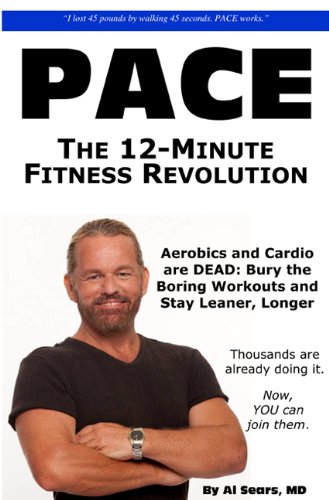 "I lost 45 pounds by walking 45 seconds. PACE works."
PACE
THE 12-MINUTE
FITNESS REVOLUTION
Aerobics and Cardio
are DEAD: Bury the
Boring Workouts and
Stay Leaner, Longer
Thousands are
already doing it.
Now,
YOU can
join them.
By Al Sears, MD